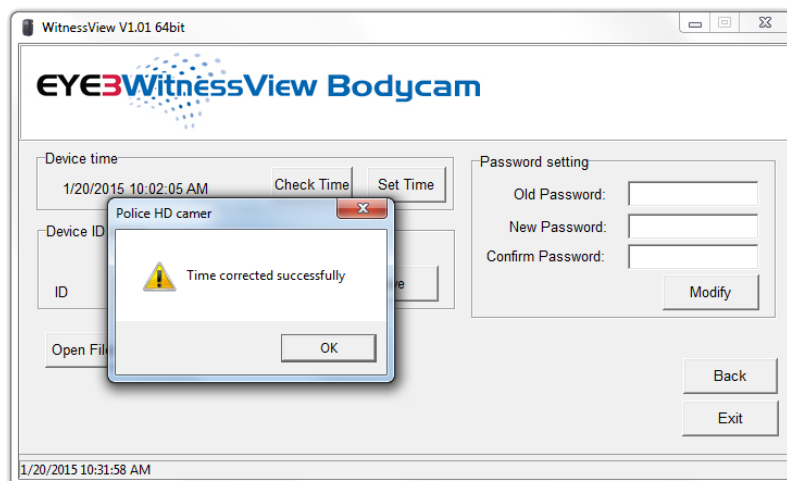 WitnessView V1.01 64bit
EYE3WitnessView Bodycam
Device time
1/20/2015 10:02:05 AM
Check Time
Set Time
Password setting
Old Password:
New Password:
Confirm Password:
Modify
Device ID
ID
Police HD camer
Time corrected successfully
OK
Open
Back
Exit
1/20/2015 10:31:58 AM